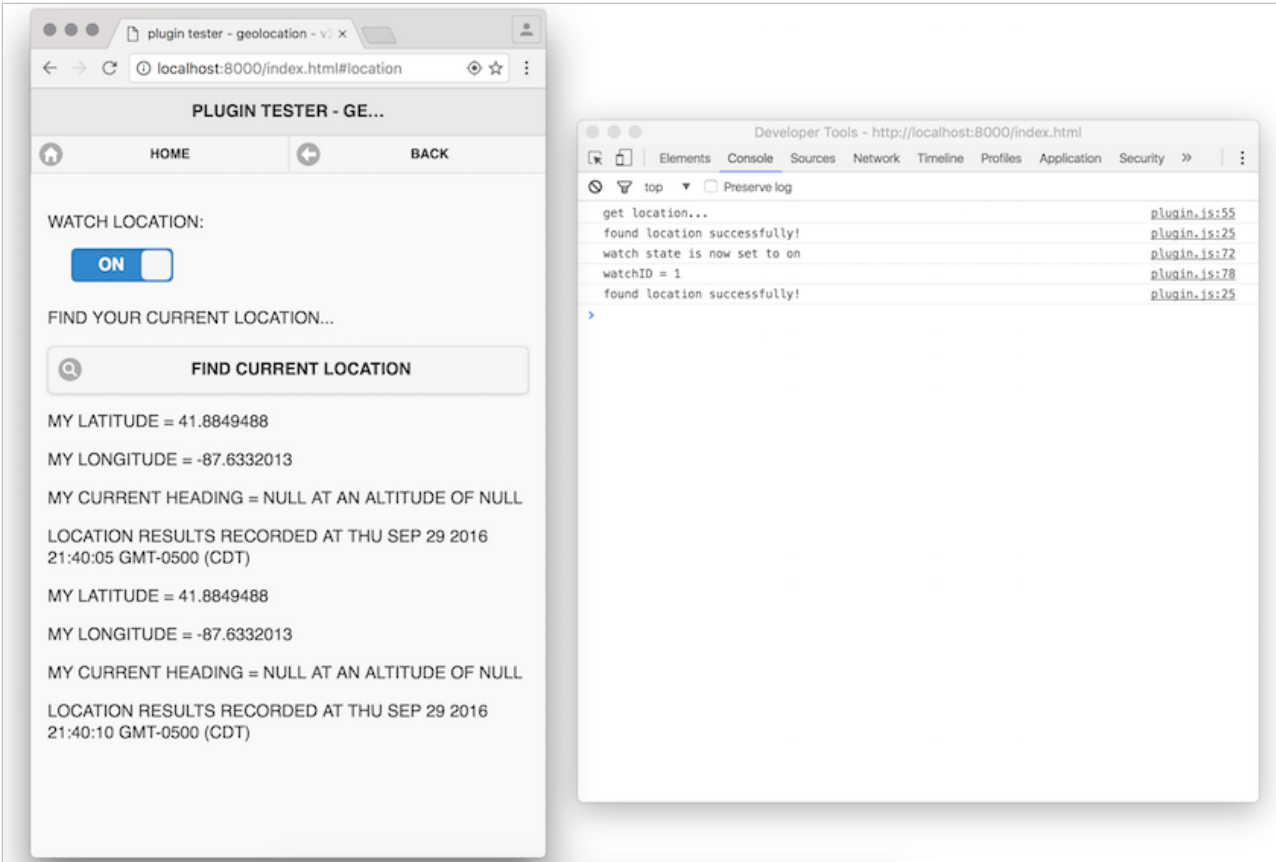 plugin tester - geolocation - v2
localhost:8000/index.html#location
PLUGIN TESTER - GE...
HOME
BACK
WATCH LOCATION:
ON
FIND YOUR CURRENT LOCATION...
FIND CURRENT LOCATION
MY LATITUDE = 41.8849488
MY LONGITUDE = -87.6332013
MY CURRENT HEADING = NULL AT AN ALTITUDE OF NULL
LOCATION RESULTS RECORDED AT THU SEP 29 2016
21:40:05 GMT-0500 (CDT)
MY LATITUDE = 41.8849488
MY LONGITUDE = -87.6332013
MY CURRENT HEADING = NULL AT AN ALTITUDE OF NULL
LOCATION RESULTS RECORDED AT THU SEP 29 2016
21:40:10 GMT-0500 (CDT)
Developer Tools - http://localhost:8000/index.html
Elements Console Sources Network Timeline Profiles Application Security »
top Preserve log
get location... plugin.js:55
found location successfully! plugin.js:25
watch state is now set to on plugin.js:72
watchID = 1 plugin.js:78
found location successfully! plugin.js:25